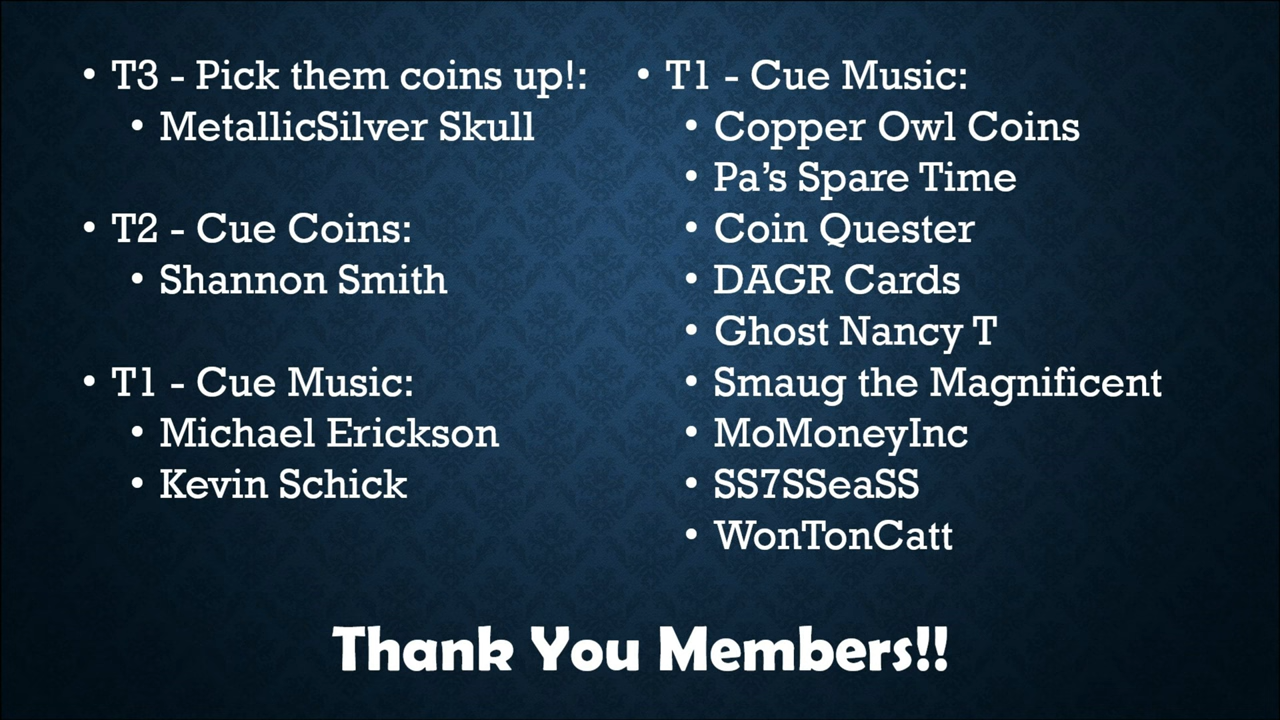 • T3 - Pick them coins up!:
• MetallicSilver Skull
• T2 - Cue Coins:
• Shannon Smith
• T1 - Cue Music:
• Michael Erickson
• Kevin Schick
• T1 - Cue Music:
• Copper Owl Coins
• Pa's Spare Time
• Coin Quester
• DAGR Cards
• Ghost Nancy T
• Smaug the Magnificent
• MoMoneyInc
• SS7SSeaSS
• WonTonCatt
Thank You Members!!